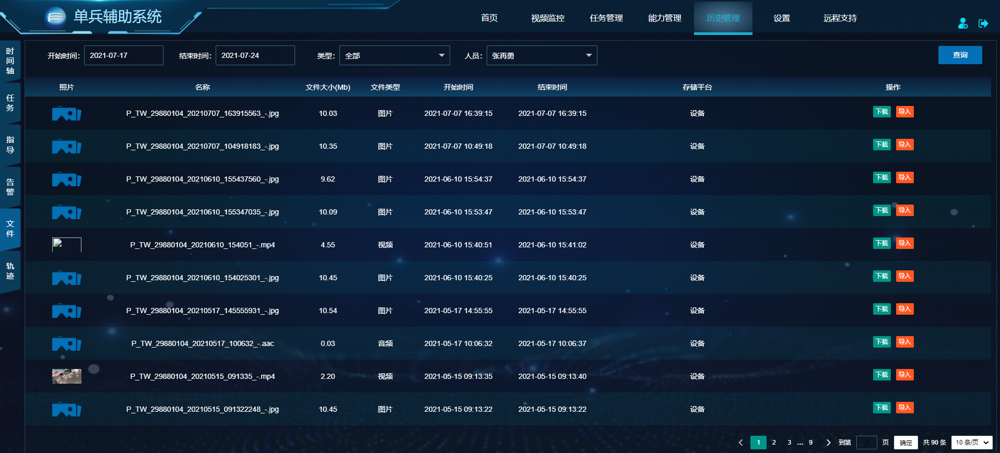 单兵辅助系统
首页 视频监控 任务管理 能力管理 历史管理 设置 远程支持
时间轴
任务
指导
告警
文件
轨迹
开始时间： 2021-07-17 结束时间： 2021-07-24 类型： 全部 人员： 张再勇 查询
照片 名称 文件大小(Mb) 文件类型 开始时间 结束时间 存储平台 操作
P_TW_29880104_20210707_163915563_-.jpg 10.03 图片 2021-07-07 16:39:15 2021-07-07 16:39:15 设备 下载 导入
P_TW_29880104_20210707_104918183_-.jpg 10.35 图片 2021-07-07 10:49:18 2021-07-07 10:49:18 设备 下载 导入
P_TW_29880104_20210610_155437560_-.jpg 9.62 图片 2021-06-10 15:54:37 2021-06-10 15:54:37 设备 下载 导入
P_TW_29880104_20210610_155347035_-.jpg 10.09 图片 2021-06-10 15:53:47 2021-06-10 15:53:47 设备 下载 导入
P_TW_29880104_20210610_154051_-.mp4 4.55 视频 2021-06-10 15:40:51 2021-06-10 15:41:02 设备 下载 导入
P_TW_29880104_20210610_154025301_-.jpg 10.45 图片 2021-06-10 15:40:25 2021-06-10 15:40:25 设备 下载 导入
P_TW_29880104_20210517_145555931_-.jpg 10.54 图片 2021-05-17 14:55:55 2021-05-17 14:55:55 设备 下载 导入
P_TW_29880104_20210517_100632_-.aac 0.03 音频 2021-05-17 10:06:32 2021-05-17 10:06:37 设备 下载 导入
P_TW_29880104_20210515_091335_-.mp4 2.20 视频 2021-05-15 09:13:35 2021-05-15 09:13:40 设备 下载 导入
P_TW_29880104_20210515_091322248_-.jpg 10.45 图片 2021-05-15 09:13:22 2021-05-15 09:13:22 设备 下载 导入
1 2 3 … 9 到第 1 页 确定 共 90 条 10 条/页